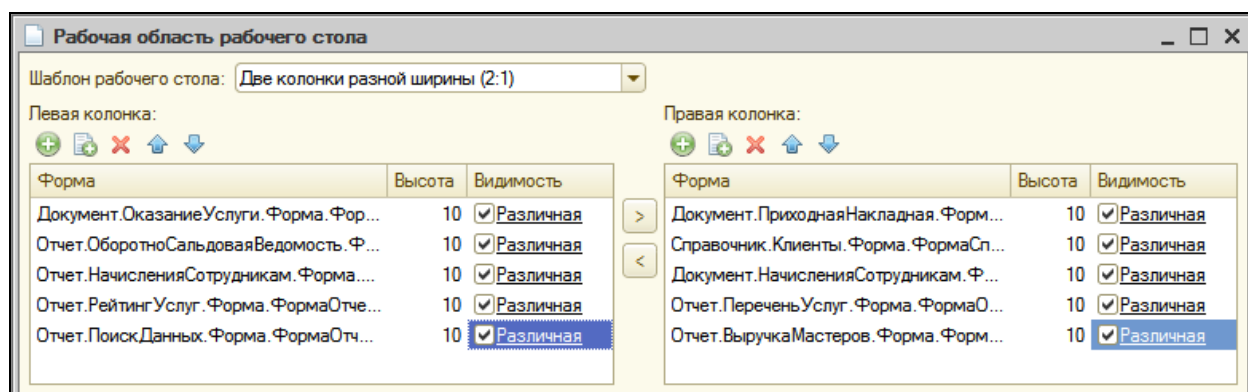 Рабочая область рабочего стола
Шаблон рабочего стола: Две колонки разной ширины (2:1)
Левая колонка: Правая колонка:
Форма Высота Видимость Форма Высота Видимость
Документ.ОказаниеУслуги.Форма.Фор... 10 Различная > Документ.ПриходнаяНакладная.Форм... 10 Различная
Отчет.ОборотноСальдоваяВедомость.Ф... 10 Различная Справочник.Клиенты.Форма.ФормаСп... 10 Различная
Отчет.НачисленияСотрудникам.Форма.... 10 Различная < Документ.НачисленияСотрудникам.Ф... 10 Различная
Отчет.РейтингУслуг.Форма.ФормаОтче... 10 Различная Отчет.ПереченьУслуг.Форма.ФормаО... 10 Различная
Отчет.ПоискДанных.Форма.ФормаОтч... 10 Различная Отчет.ВыручкаМастеров.Форма.Форм... 10 Различная